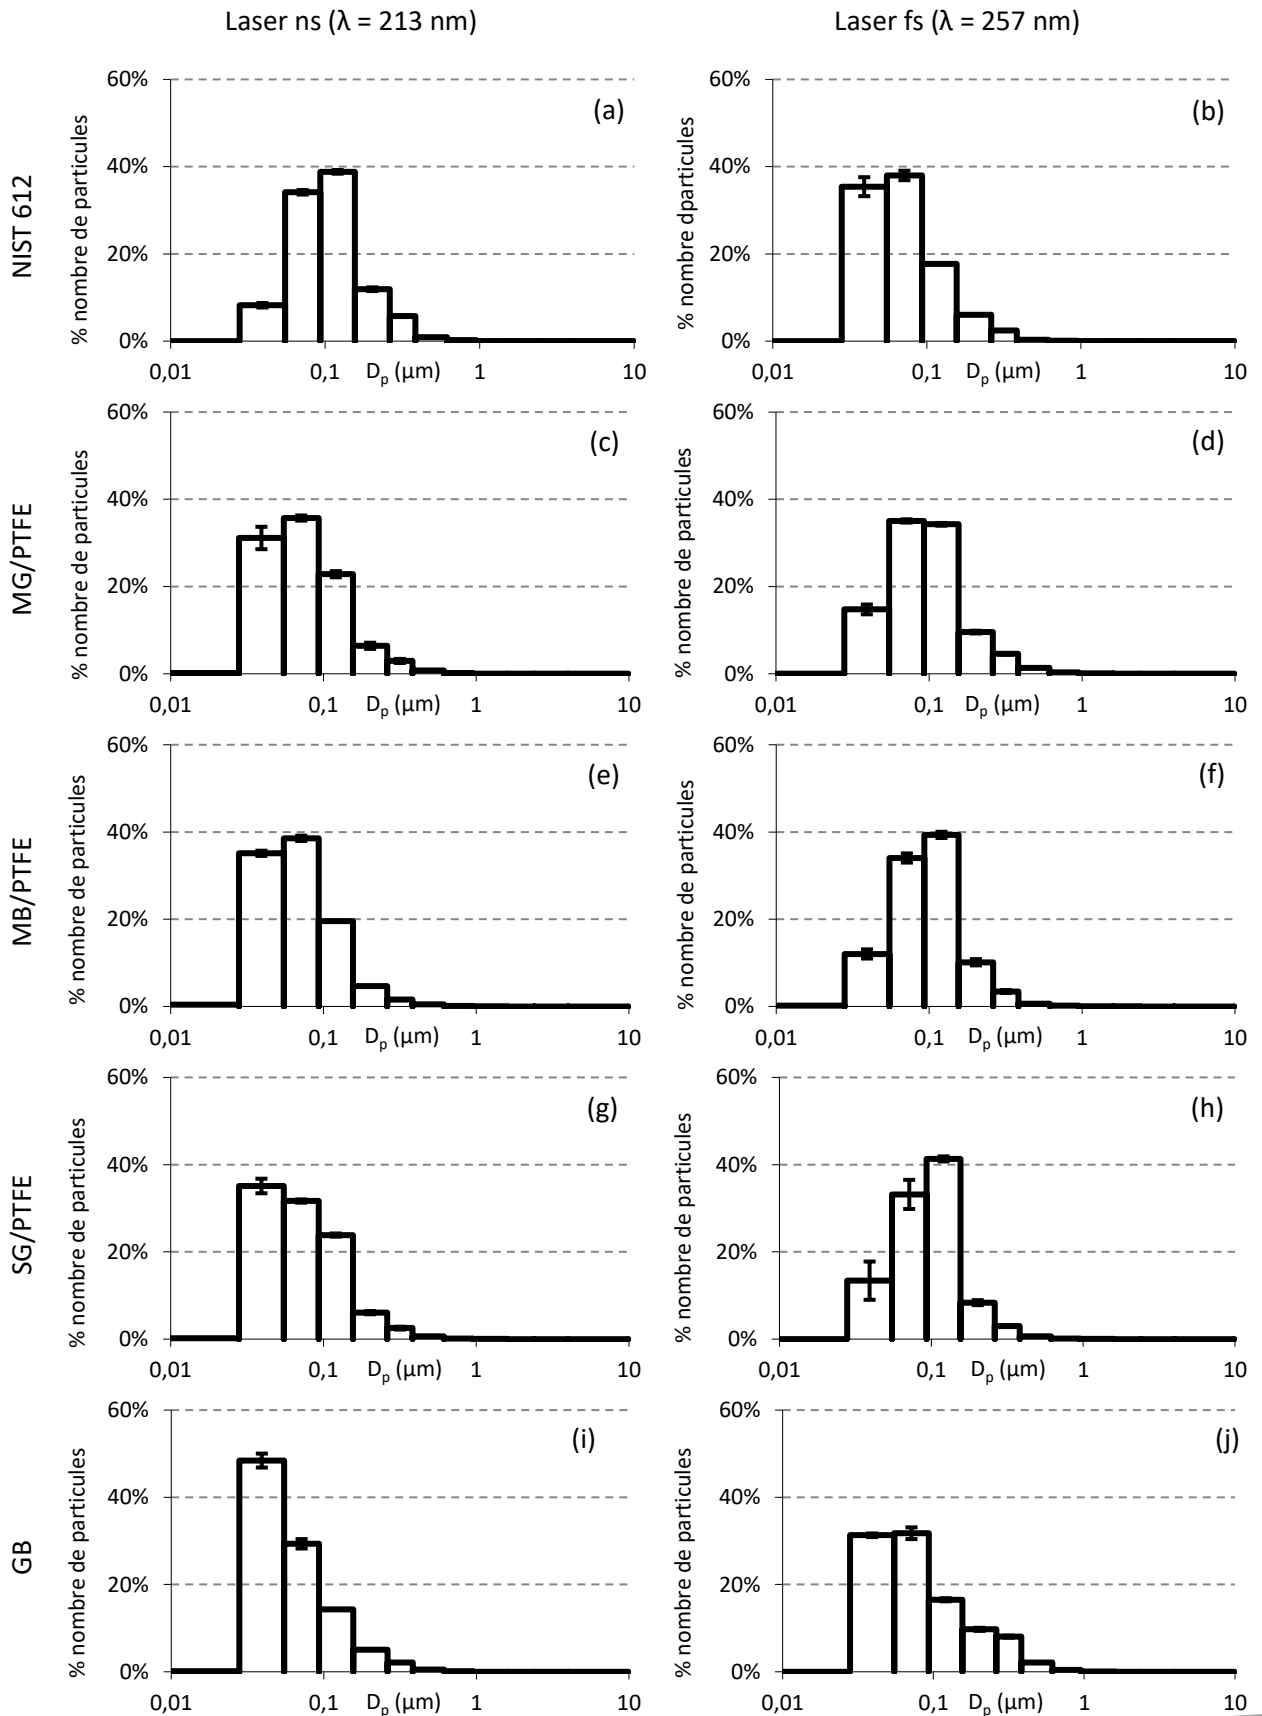 Laser ns (λ = 213 nm)
Laser fs (λ = 257 nm)
NIST 612
% nombre de particules
60%
40%
20%
0%
(a)
0,01
0,1
Dp (µm)
1
10
% nombre dparticules
60%
40%
20%
0%
(b)
0,01
0,1
Dp (µm)
1
10
MG/PTFE
% nombre de particules
60%
40%
20%
0%
(c)
0,01
0,1
Dp (µm)
1
10
% nombre de particules
60%
40%
20%
0%
(d)
0,01
0,1
Dp (µm)
1
10
MB/PTFE
% nombre de particules
60%
40%
20%
0%
(e)
0,01
0,1
Dp (µm)
1
10
% nombre de particules
60%
40%
20%
0%
(f)
0,01
0,1
Dp (µm)
1
10
SG/PTFE
% nombre de particules
60%
40%
20%
0%
(g)
0,01
0,1
Dp (µm)
1
10
% nombre de particules
60%
40%
20%
0%
(h)
0,01
0,1
Dp (µm)
1
10
GB
% nombre de particules
60%
40%
20%
0%
(i)
0,01
0,1
Dp (µm)
1
10
% nombre de particules
60%
40%
20%
0%
(j)
0,01
0,1
Dp (µm)
1
10